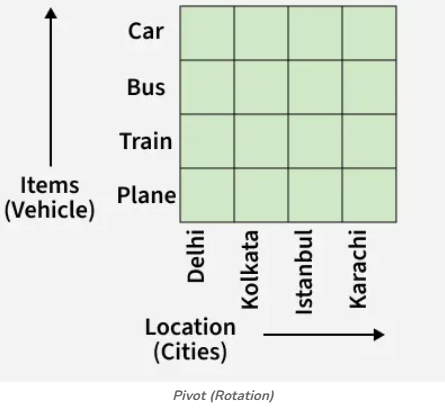 Car
Bus
Train
Plane
Items
(Vehicle)
Delhi
Kolkata
Istanbul
Karachi
Location
(Cities)
Pivot (Rotation)